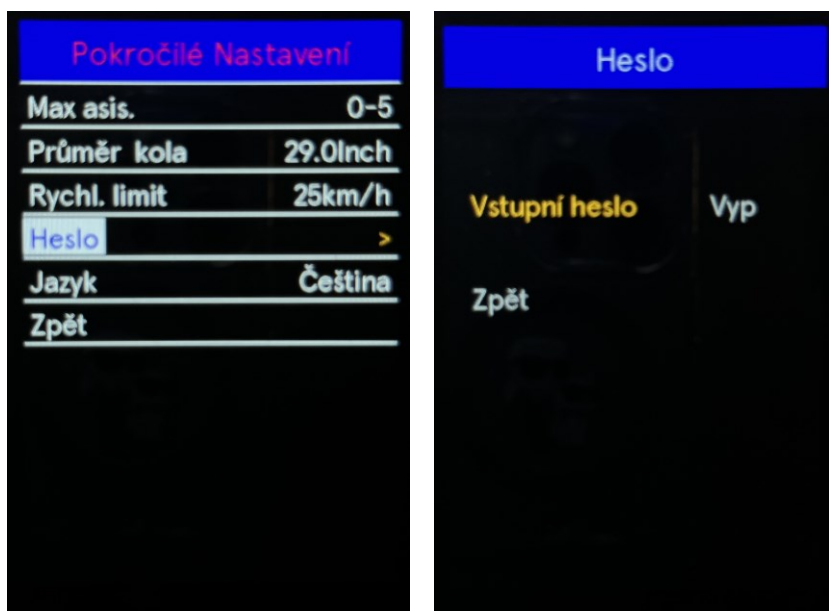 Pokročilé Nastavení
Max asis. 0-5
Průměr kola 29.0Inch
Rychl. limit 25km/h
Heslo >
Jazyk Čeština
Zpět
Heslo
Vstupní heslo Vyp
Zpět